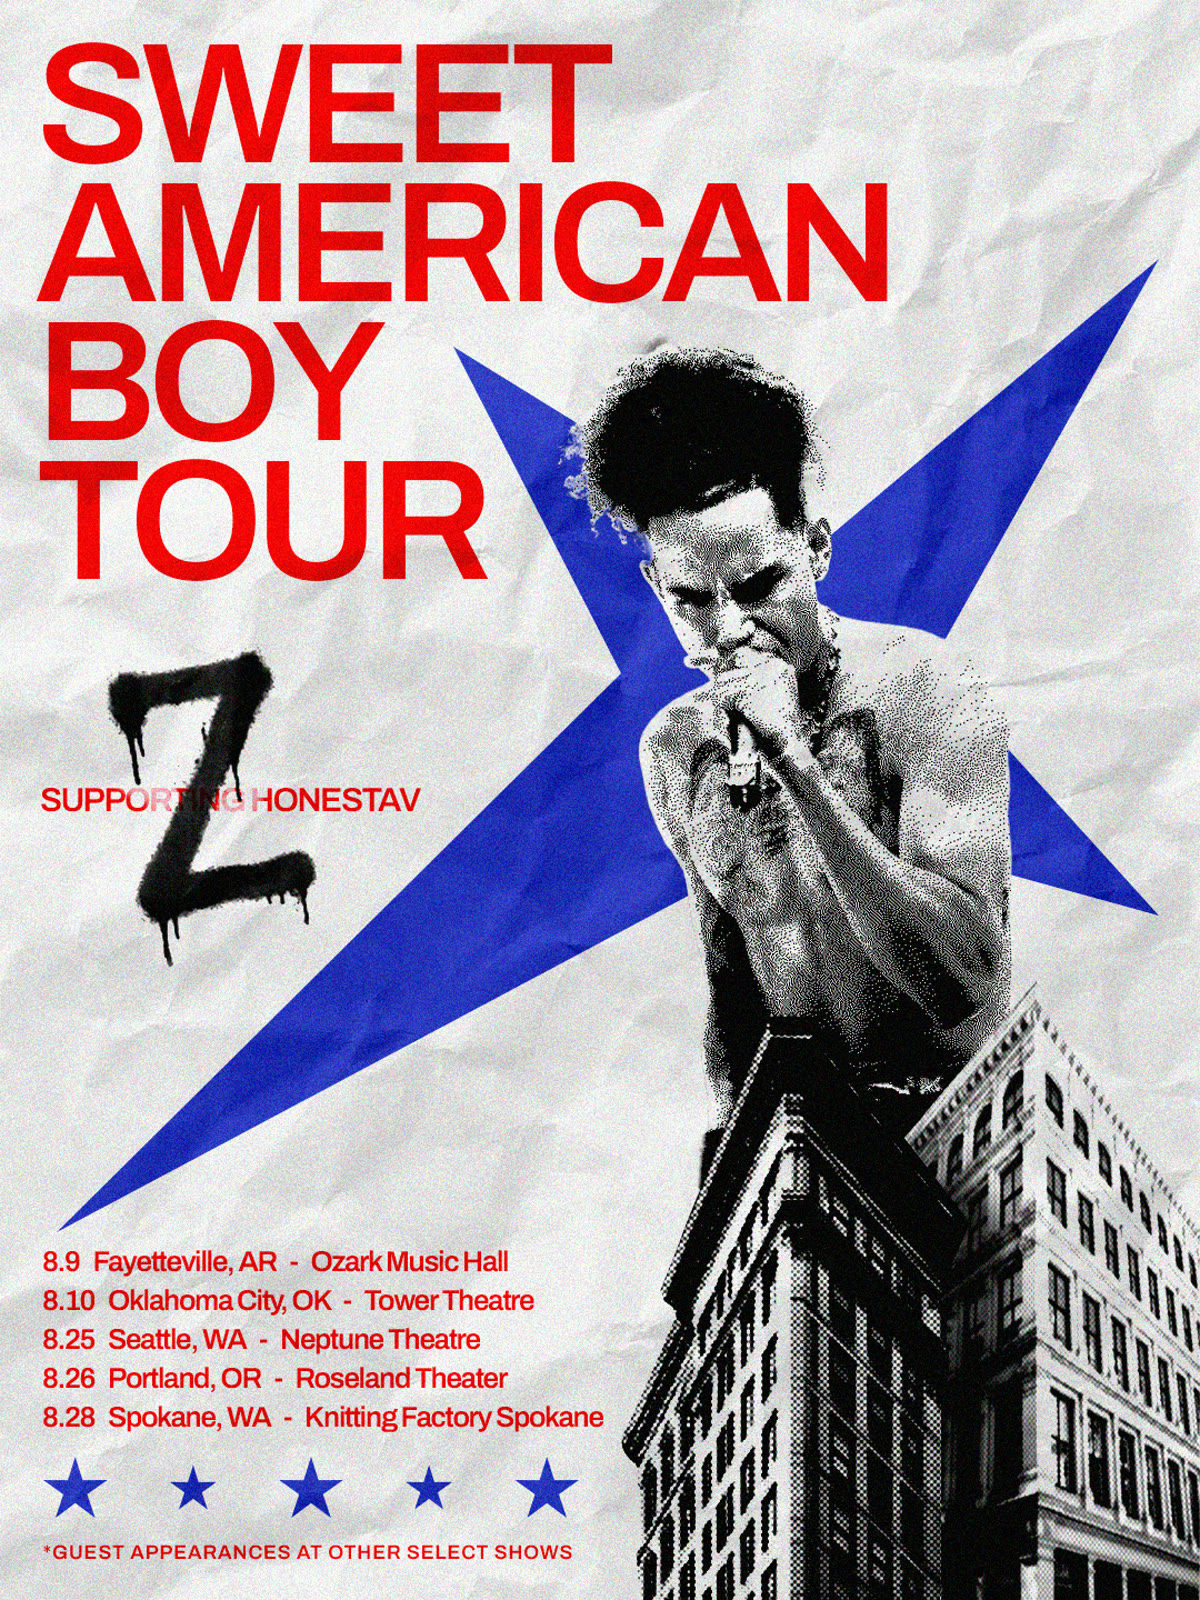 SWEET
AMERICAN
BOY
TOUR
Z
SUPPORTING HONESTAV
8.9 Fayetteville, AR - Ozark Music Hall
8.10 Oklahoma City, OK - Tower Theatre
8.25 Seattle, WA - Neptune Theatre
8.26 Portland, OR - Roseland Theater
8.28 Spokane, WA - Knitting Factory Spokane
*GUEST APPEARANCES AT OTHER SELECT SHOWS